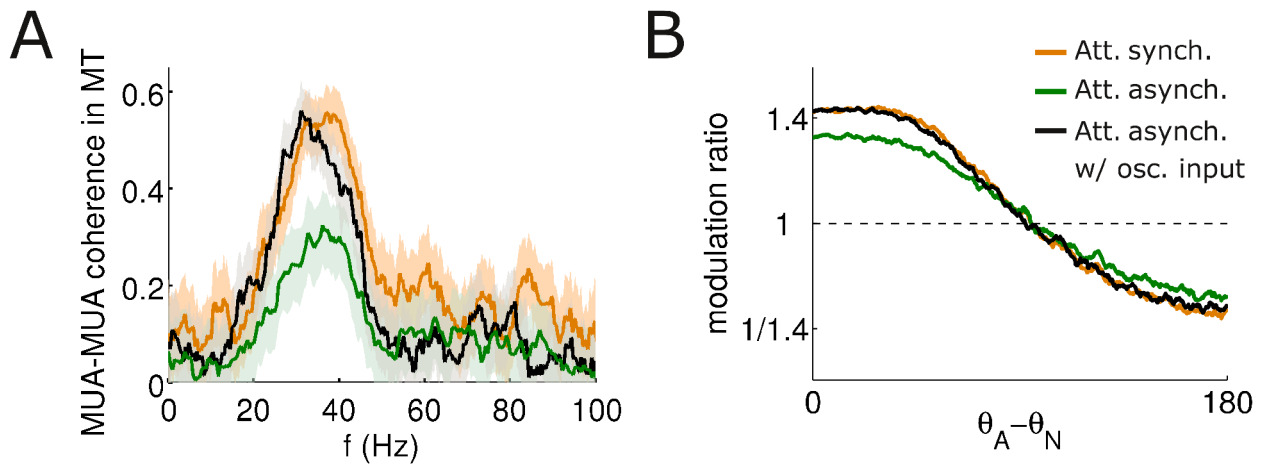 A
MUA-MUA coherence in MT
0.6
0.4
0.2
0
0 20 40 60 80 100
f (Hz)
B
Att. synch.
Att. asynch.
Att. asynch.
w/ osc. input
modulation ratio
1.4
1
1/1.4
0 180
θA−θN